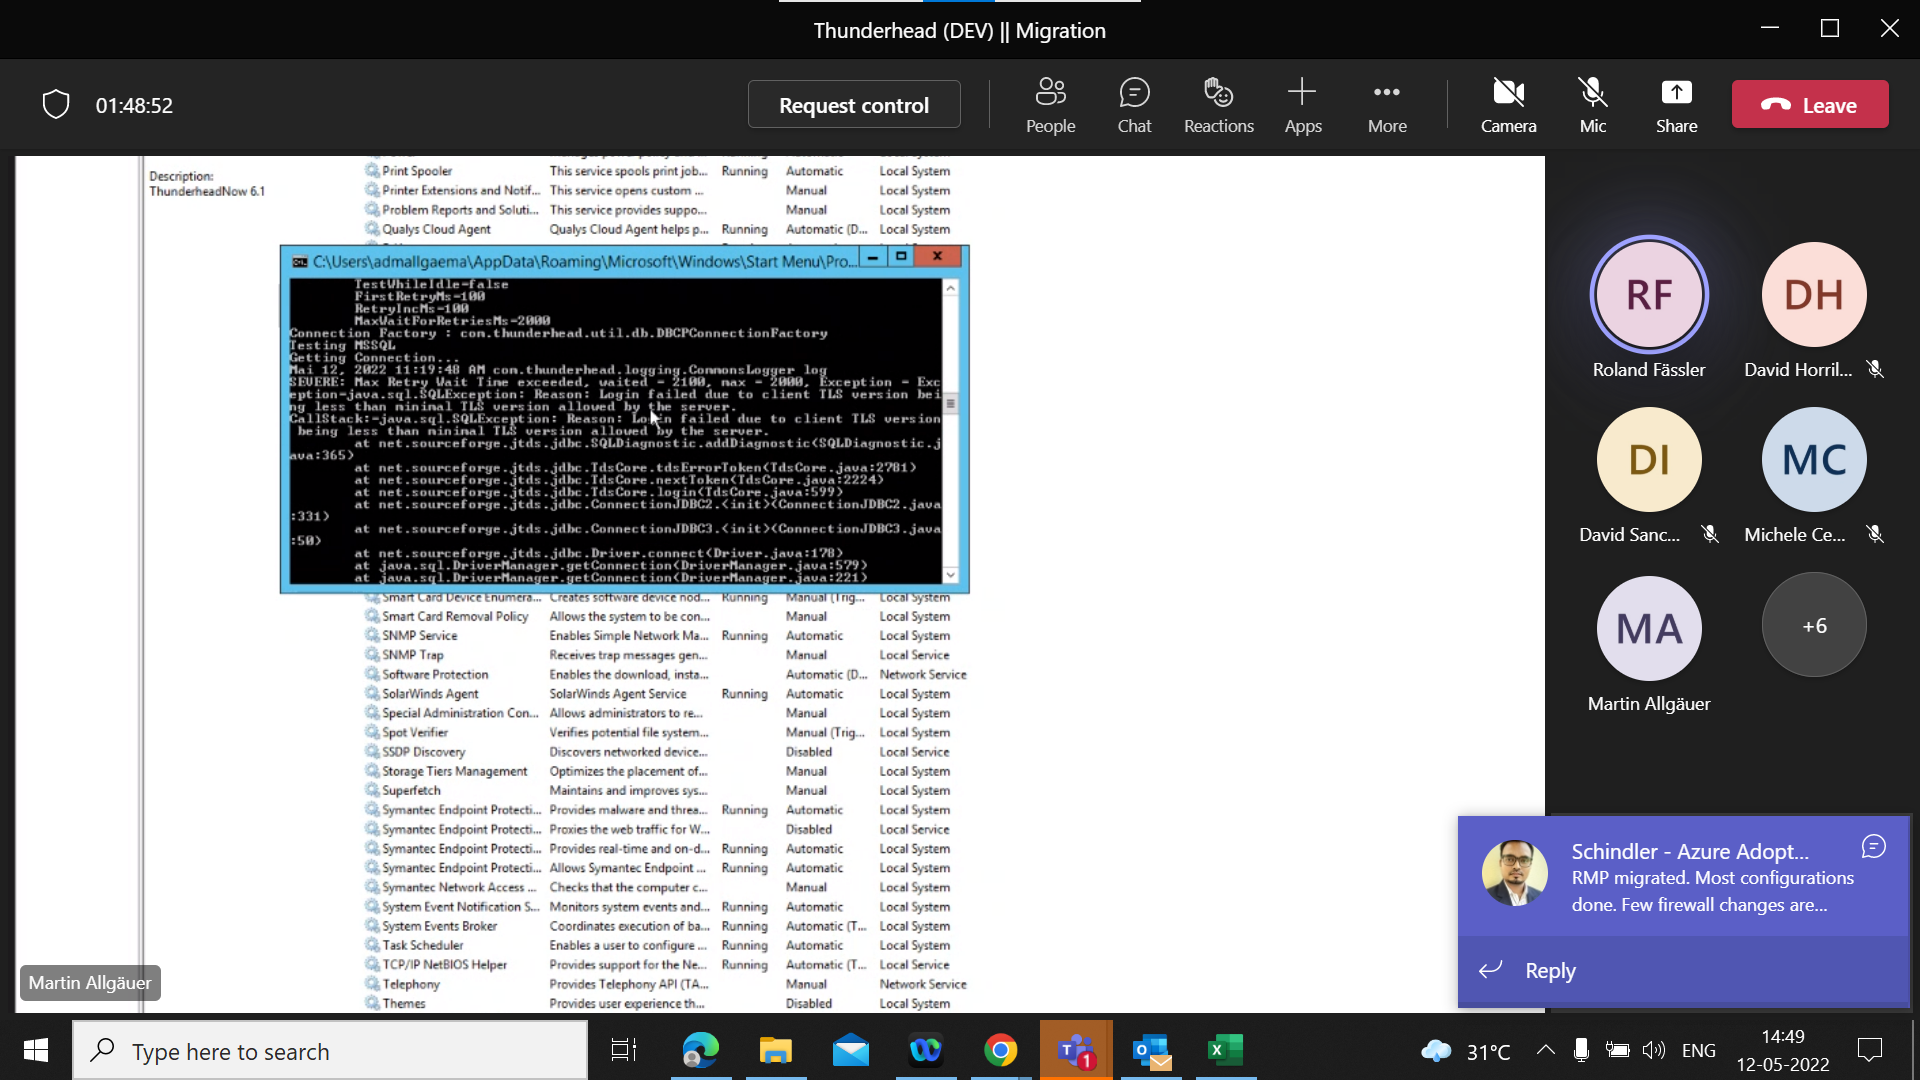 Thunderhead (DEV) || Migration
01:48:52
Request control
People
Chat
Reactions
Apps
More
Camera
Mic
Share
Leave
Description:
ThunderheadNow 6.1
Print Spooler This service spools print job... Running Automatic Local System
Printer Extensions and Notif... This service opens custom ... Manual Local System
Problem Reports and Soluti... This service provides suppo... Manual Local System
Qualys Cloud Agent Qualys Cloud Agent helps p... Running Automatic (D... Local System
C:\Users\admallgaema\AppData\Roaming\Microsoft\Windows\Start Menu\Pro...
TestWhileIdle=false
FirstRetryMs=100
RetryIncMs=100
MaxWaitForRetriesMs=2000
Connection Factory : com.thunderhead.util.db.DBCPConnectionFactory
Testing MSSQL
Getting Connection...
Mai 12, 2022 11:19:48 AM com.thunderhead.logging.CommonsLogger log
SEVERE: Max Retry Wait Time exceeded, waited = 2100, max = 2000, Exception = Exc
eption=java.sql.SQLException: Reason: Login failed due to client TLS version bei
ng less than minimal TLS version allowed by the server.
CallStack:=java.sql.SQLException: Reason: Login failed due to client TLS version
being less than minimal TLS version allowed by the server.
at net.sourceforge.jtds.jdbc.SQLDiagnostic.addDiagnostic(SQLDiagnostic.j
ava:365)
at net.sourceforge.jtds.jdbc.TdsCore.tdsErrorToken(TdsCore.java:2781)
at net.sourceforge.jtds.jdbc.TdsCore.nextToken(TdsCore.java:2224)
at net.sourceforge.jtds.jdbc.TdsCore.login(TdsCore.java:599)
at net.sourceforge.jtds.jdbc.ConnectionJDBC2.<init>(ConnectionJDBC2.java
:331)
at net.sourceforge.jtds.jdbc.ConnectionJDBC3.<init>(ConnectionJDBC3.java
:50)
at net.sourceforge.jtds.jdbc.Driver.connect(Driver.java:178)
at java.sql.DriverManager.getConnection(DriverManager.java:579)
at java.sql.DriverManager.getConnection(DriverManager.java:221)
Smart Card Device Enumera... Creates software device nod... Running Manual (Trig... Local System
Smart Card Removal Policy Allows the system to be con... Manual Local System
SNMP Service Enables Simple Network Ma... Running Automatic Local System
SNMP Trap Receives trap messages gen... Manual Local Service
Software Protection Enables the download, insta... Automatic (D... Network Service
SolarWinds Agent SolarWinds Agent Service Running Automatic Local System
Special Administration Con... Allows administrators to re... Manual Local System
Spot Verifier Verifies potential file system... Manual (Trig... Local System
SSDP Discovery Discovers networked device... Disabled Local Service
Storage Tiers Management Optimizes the placement of... Manual Local System
Superfetch Maintains and improves sys... Manual Local System
Symantec Endpoint Protecti... Provides malware and threa... Running Automatic Local System
Symantec Endpoint Protecti... Proxies the web traffic for W... Disabled Local Service
Symantec Endpoint Protecti... Provides real-time and on-d... Running Automatic Local System
Symantec Endpoint Protecti... Allows Symantec Endpoint ... Running Automatic Local System
Symantec Network Access ... Checks that the computer c... Manual Local System
System Event Notification S... Monitors system events and... Running Automatic Local System
System Events Broker Coordinates execution of ba... Running Automatic (T... Local System
Task Scheduler Enables a user to configure ... Running Automatic Local System
TCP/IP NetBIOS Helper Provides support for the Ne... Running Automatic (T... Local Service
Telephony Provides Telephony API (TA... Manual Network Service
Themes Provides user experience th... Disabled Local System
Martin Allgäuer
RF
Roland Fässler
DH
David Horril...
DI
David Sanc...
MC
Michele Ce...
MA
Martin Allgäuer
+6
Schindler - Azure Adopt...
RMP migrated. Most configurations
done. Few firewall changes are...
Reply
Type here to search
1
31°C
ENG
14:49
12-05-2022